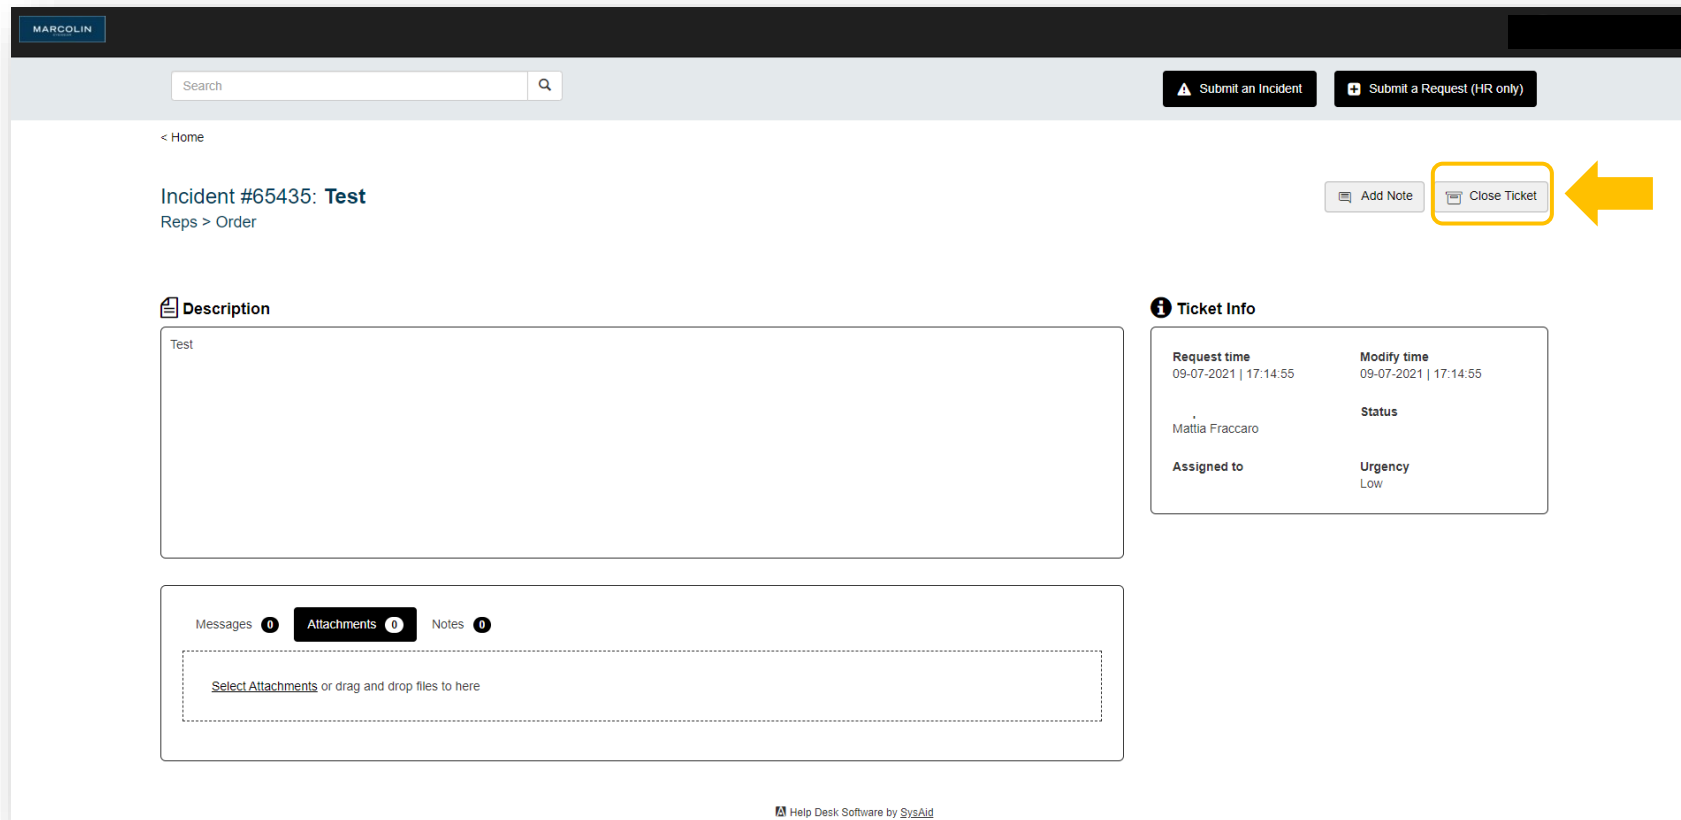 MARCOLIN
Search
Submit an Incident
Submit a Request (HR only)
< Home
Incident #65435: Test
Reps > Order
Add Note
Close Ticket
Description
Test
Ticket Info
Request time
09-07-2021 | 17:14:55
Modify time
09-07-2021 | 17:14:55
Mattia Fraccaro
Status
Assigned to
Urgency
Low
Messages 0
Attachments 0
Notes 0
Select Attachments or drag and drop files to here
Help Desk Software by SysAid